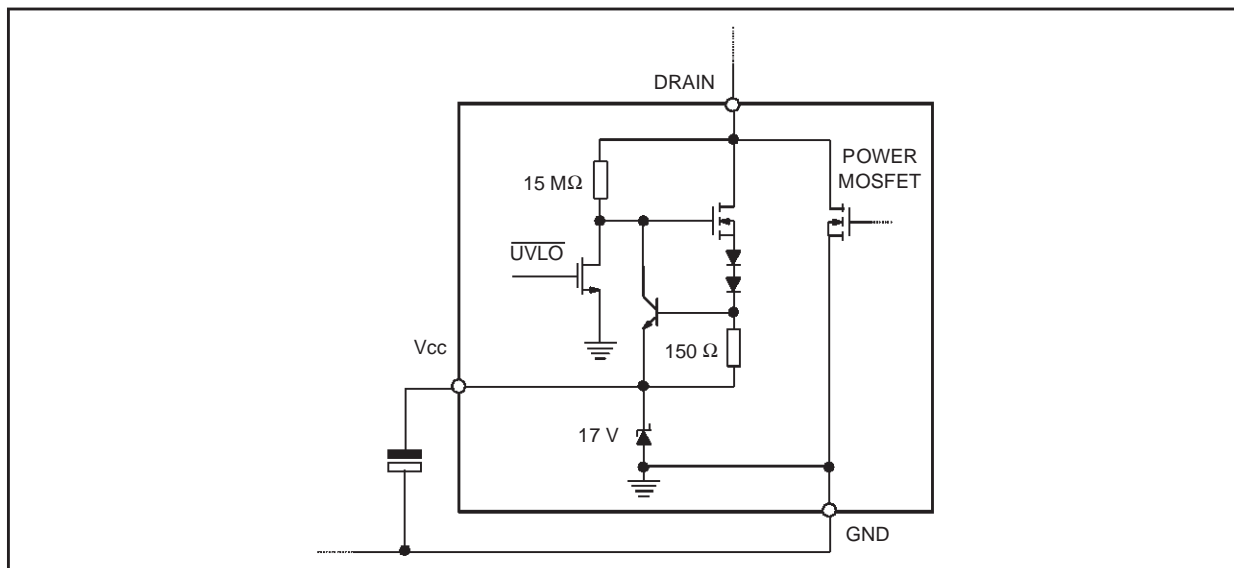 DRAIN
POWER
MOSFET
15 MΩ
UVLO
Vcc
150 Ω
17 V
GND